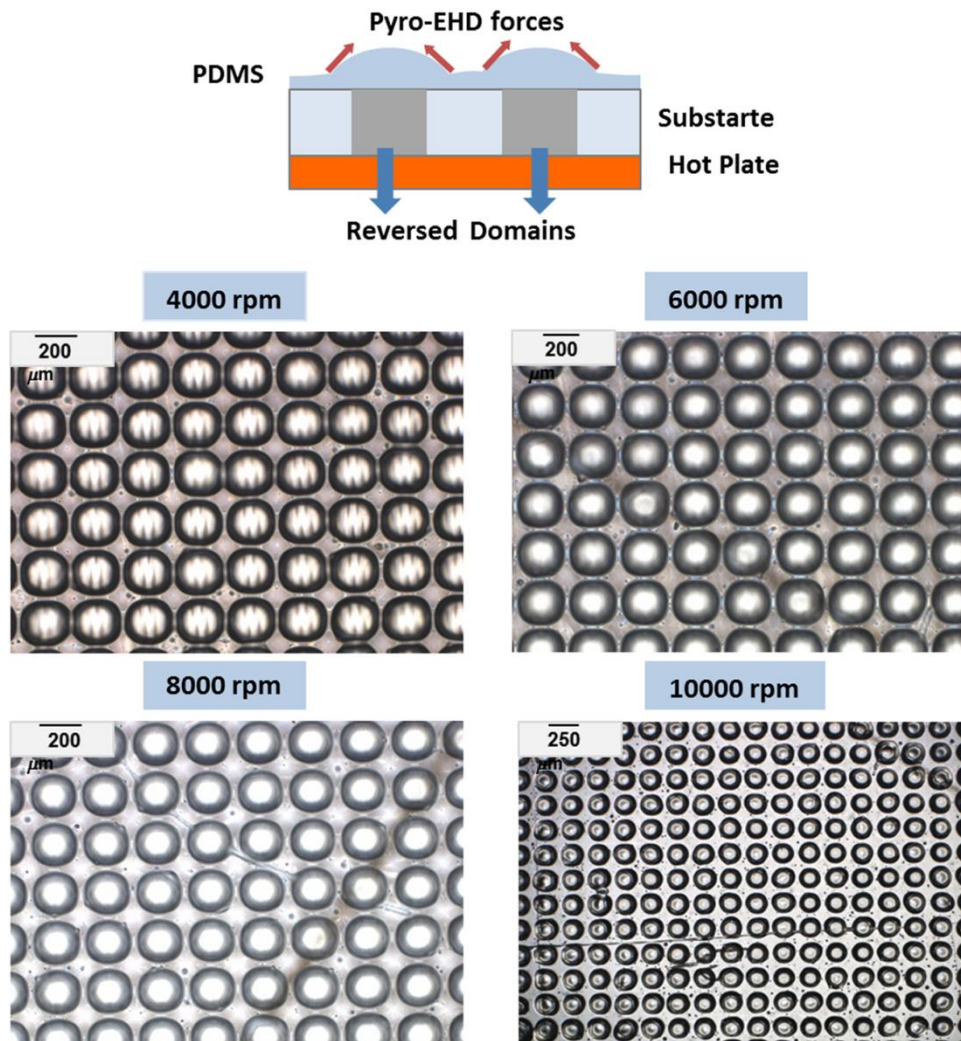 Pyro-EHD forces
PDMS
Substarte
Hot Plate
Reversed Domains
4000 rpm
6000 rpm
200
μm
200
μm
8000 rpm
10000 rpm
200
μm
250
μm